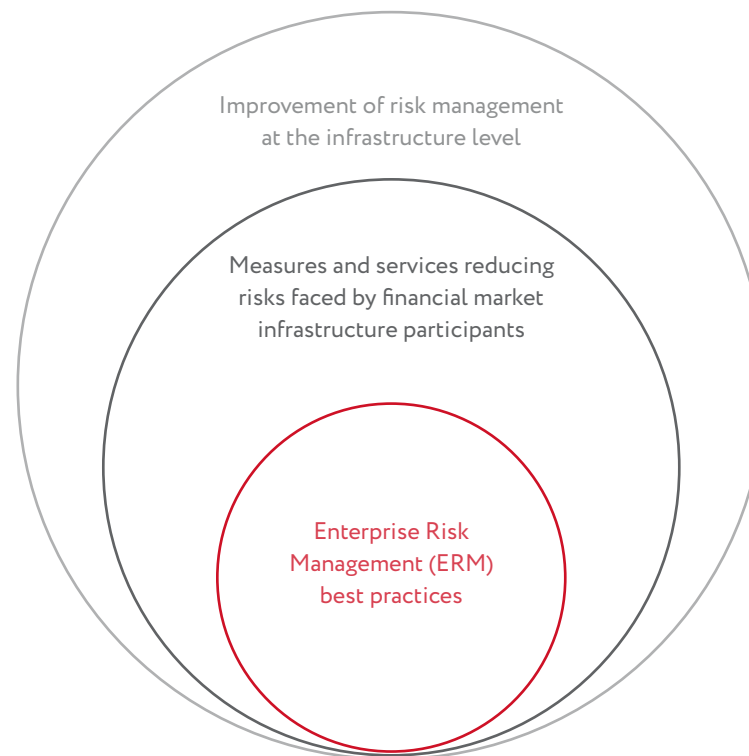 Improvement of risk management
at the infrastructure level
Measures and services reducing
risks faced by financial market
infrastructure participants
Enterprise Risk
Management (ERM)
best practices